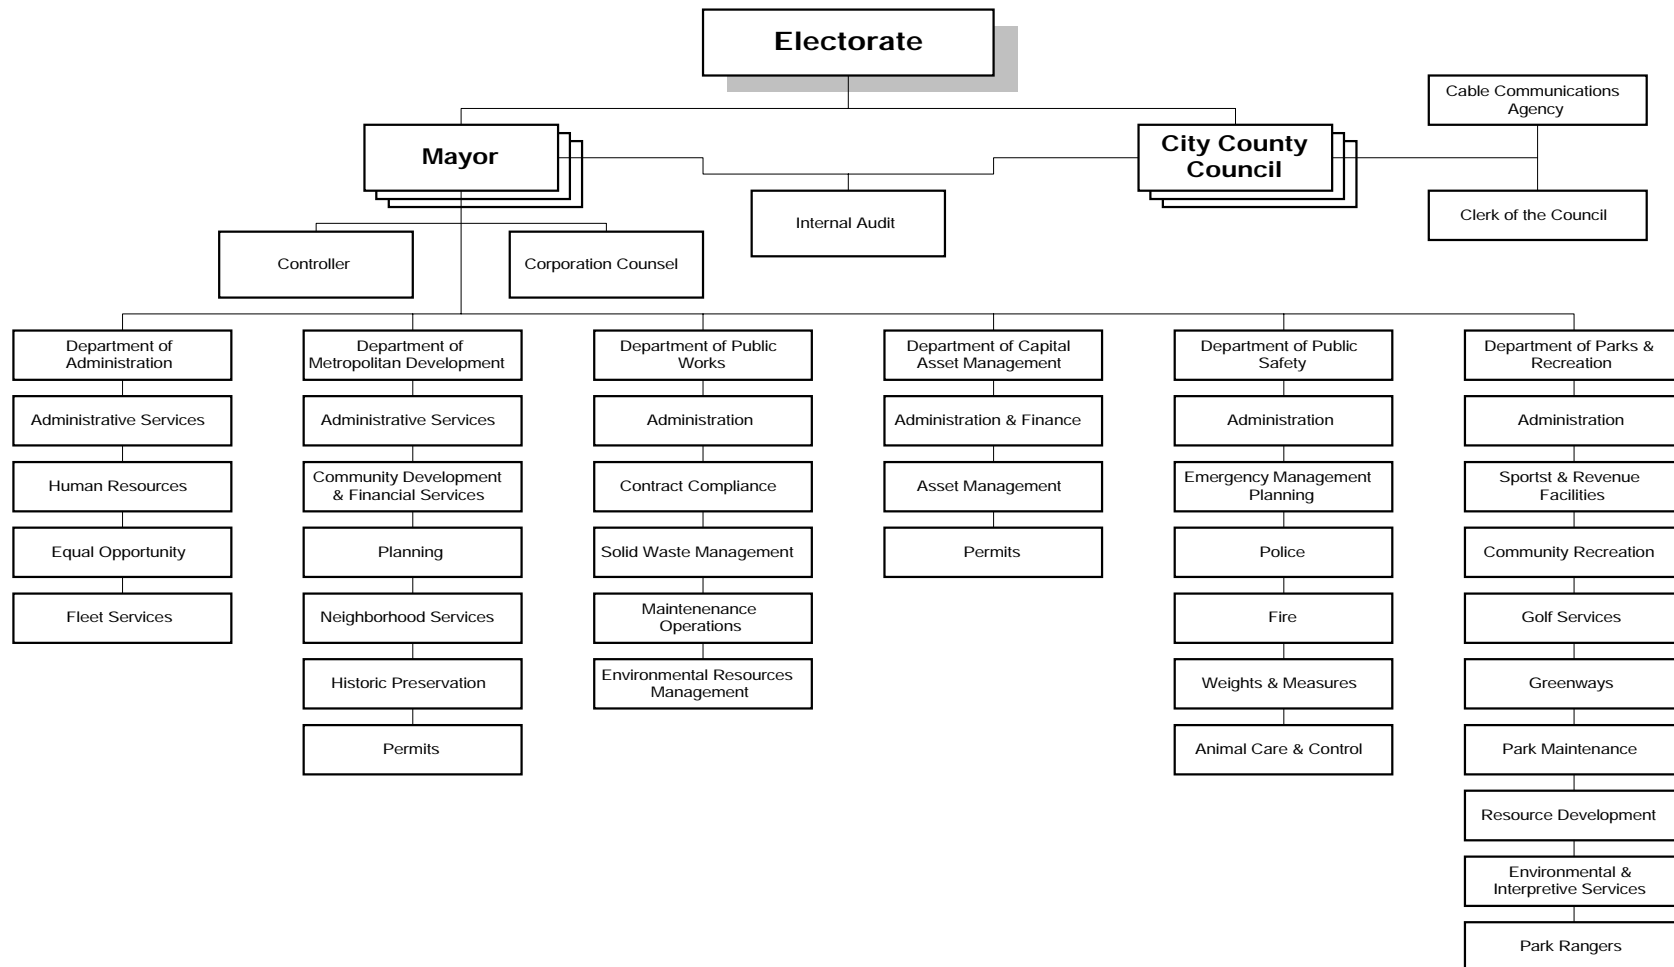 Electorate
Cable Communications
Agency
Mayor
City County
Council
Internal Audit
Clerk of the Council
Controller
Corporation Counsel
Department of
Administration
Administrative Services
Human Resources
Equal Opportunity
Fleet Services
Department of
Metropolitan Development
Administrative Services
Community Development
& Financial Services
Planning
Neighborhood Services
Historic Preservation
Permits
Department of Public
Works
Administration
Contract Compliance
Solid Waste Management
Maintenenance
Operations
Environmental Resources
Management
Department of Capital
Asset Management
Administration & Finance
Asset Management
Permits
Department of Public
Safety
Administration
Emergency Management
Planning
Police
Fire
Weights & Measures
Animal Care & Control
Department of Parks &
Recreation
Administration
Sportst & Revenue
Facilities
Community Recreation
Golf Services
Greenways
Park Maintenance
Resource Development
Environmental &
Interpretive Services
Park Rangers